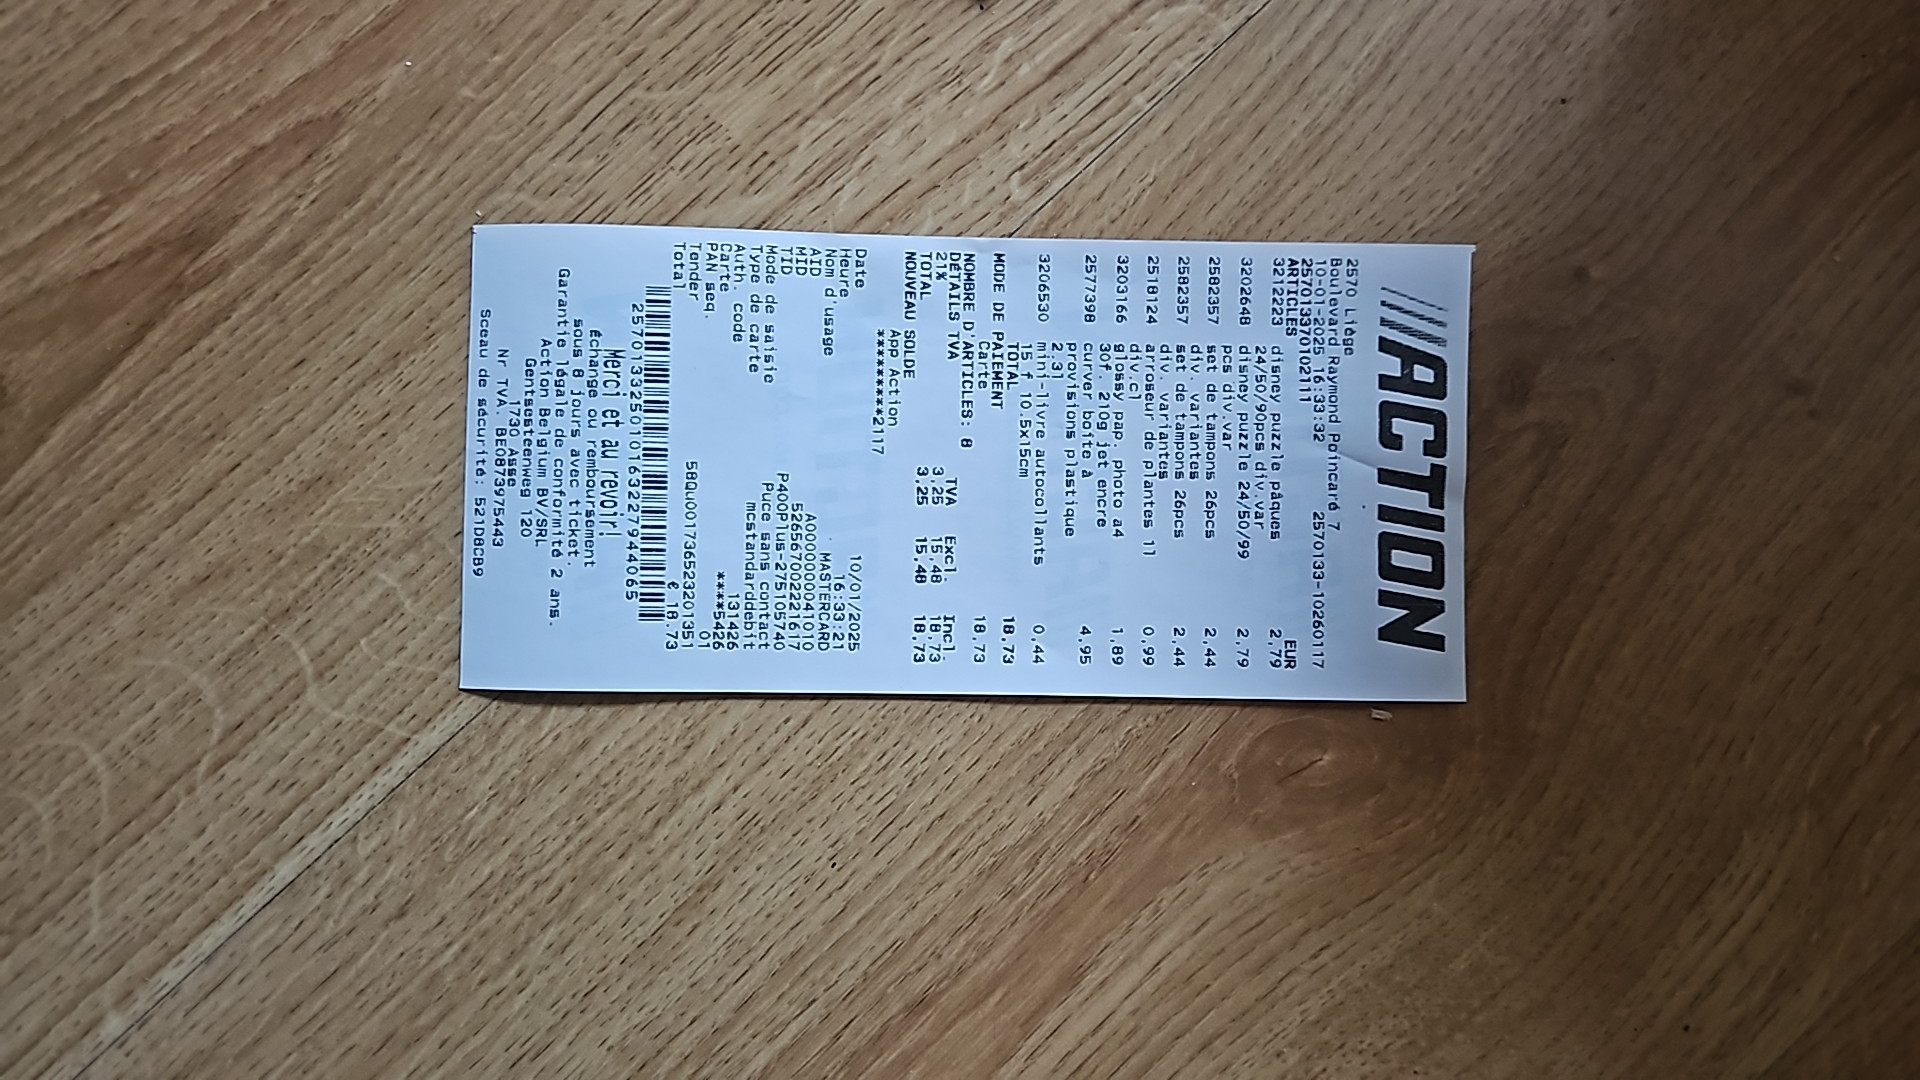 ACTION
2570 Liège
Boulevard Raymond Poincaré 7
10-01-2025 16:33:32 2570133-10260117
25701337010102111
ARTICLES EUR
3212223 disney puzzle pâques 2,79
24/50/90pcs div.var
3202648 disney puzzle 24/50/99 2,79
pcs div.var
2582357 set de tampons 26pcs 2,44
div. variantes
2582357 set de tampons 26pcs 2,44
div. variantes
2518124 arroseur de plantes 1l 0,99
div.cl
3203166 glossy pap. photo a4 1,89
30f. 210g jet encre
2577398 curver boîte à 4,95
provisions plastique
2,3l
3206530 mini-livre autocollants 0,44
15 f 10.5x15cm
TOTAL 18,73
MODE DE PAIEMENT
Carte 18,73
NOMBRE D'ARTICLES: 8
DÉTAILS TVA TVA Excl. Incl.
21% 3,25 15,48 18,73
TOTAL 3,25 15,48 18,73
NOUVEAU SOLDE
App Action
2117
Date 10/01/2025
Heure 16:33:21
Nom d'usage MASTERCARD
AID A0000000041010
MID 
TID P400Plus-275105740
Mode de saisie Puce sans contact
Type de carte mcstandarddebit
Auth. code 131426
Carte ****5426
PAN seq. 01
Tender
Total € 18,73
Merci et au revoir!
Échange ou remboursement
sous 8 jours avec ticket.
Garantie légale de conformité 2 ans.
Action Belgium BV/SRL
Gentsesteenweg 120
1730 Asse
Nr TVA. BE0873975443
Sceau de sécurité: 521D8CB9